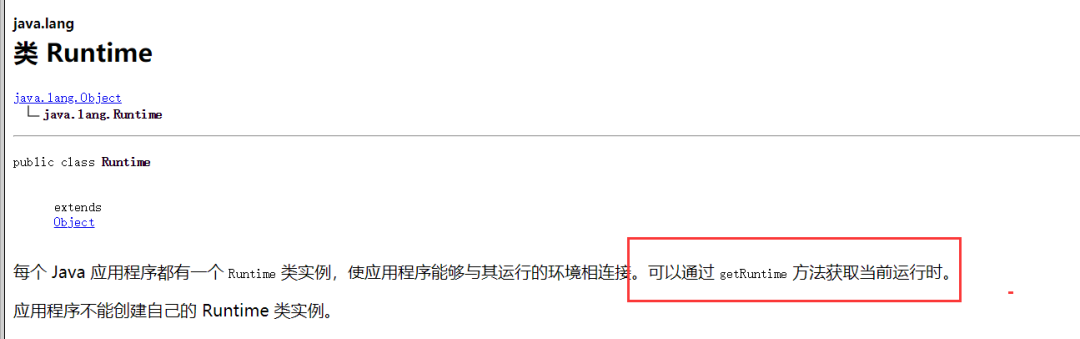 java.lang
类 Runtime
java.lang.Object
java.lang.Runtime
public class Runtime
extends
Object
每个 Java 应用程序都有一个 Runtime 类实例，使应用程序能够与其运行的环境相连接。可以通过 getRuntime 方法获取当前运行时。
应用程序不能创建自己的 Runtime 类实例。